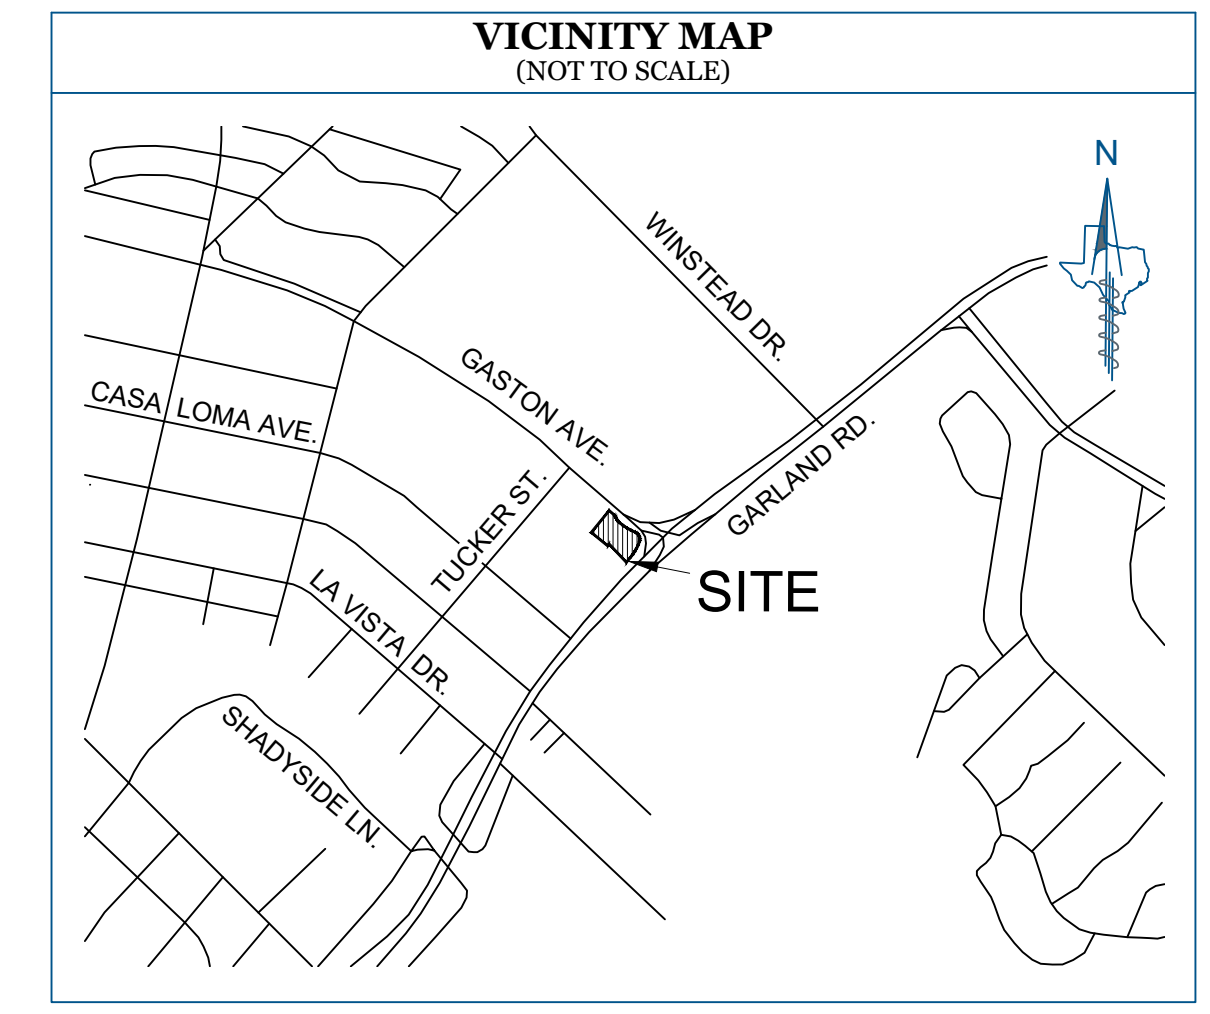 VICINITY MAP
(NOT TO SCALE)
N
WINSTEAD DR.
GASTON AVE.
CASA LOMA AVE.
GARLAND RD.
TUCKER ST.
SITE
LA VISTA DR.
SHADYSIDE LN.